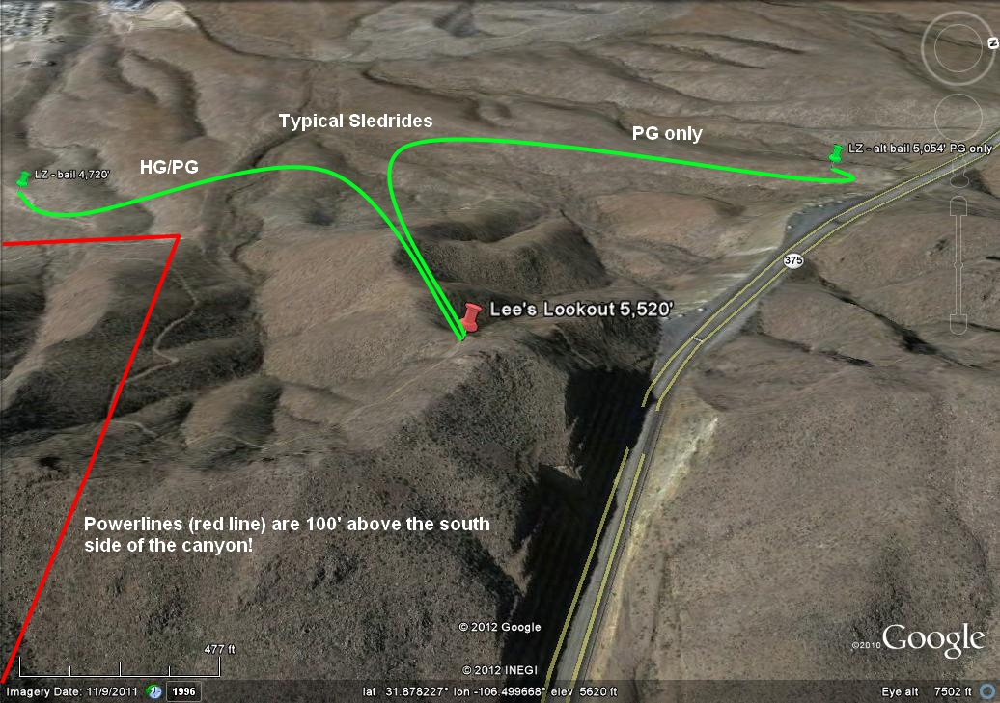 Typical Sledrides
PG only
LZ - alt bail 5,054' PG only
HG/PG
LZ - bail 4,720'
375
Lee's Lookout 5,520'
Powerlines (red line) are 100' above the south
side of the canyon!
© 2012 Google
477 ft
©2010 Google
© 2012 INEGI
Imagery Date: 11/9/2011 1996 lat 31.878227° lon -106.499668° elev 5620 ft Eye alt 7502 ft
N